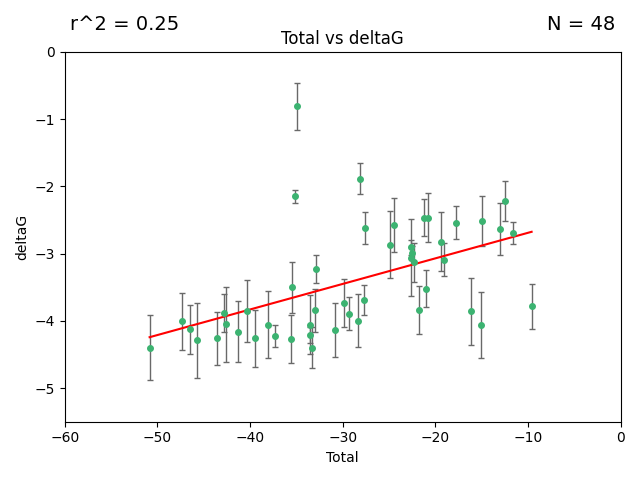 r^2 = 0.25
N = 48
Total vs deltaG
0
−1
−2
−3
−4
−5
deltaG
−60
−50
−40
−30
−20
−10
0
Total